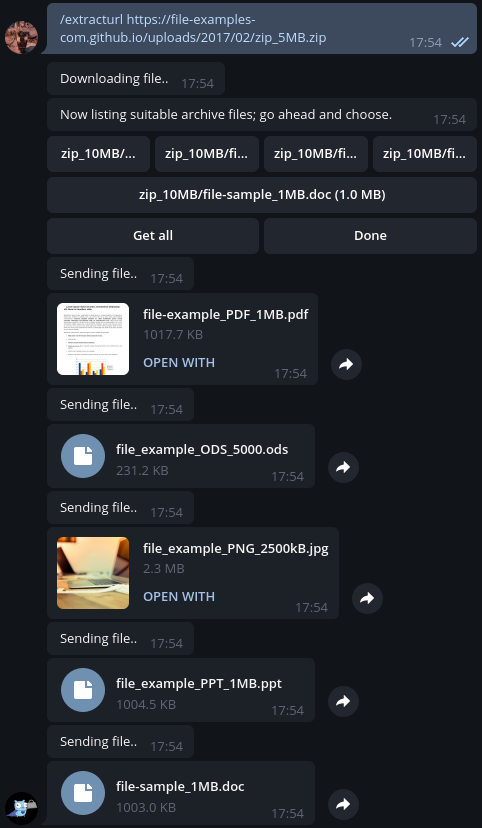 /extracturl https://file-examples-
com.github.io/uploads/2017/02/zip_5MB.zip
17:54
Downloading file.. 17:54
Now listing suitable archive files; go ahead and choose. 17:54
zip_10MB/... zip_10MB/fi... zip_10MB/fi... zip_10MB/fi...
zip_10MB/file-sample_1MB.doc (1.0 MB)
Get all Done
Sending file.. 17:54
file-example_PDF_1MB.pdf
1017.7 KB
OPEN WITH
17:54
Sending file.. 17:54
file_example_ODS_5000.ods
231.2 KB
17:54
Sending file.. 17:54
file_example_PNG_2500kB.jpg
2.3 MB
OPEN WITH
17:54
Sending file.. 17:54
file_example_PPT_1MB.ppt
1004.5 KB
17:54
Sending file.. 17:54
file-sample_1MB.doc
1003.0 KB
17:54